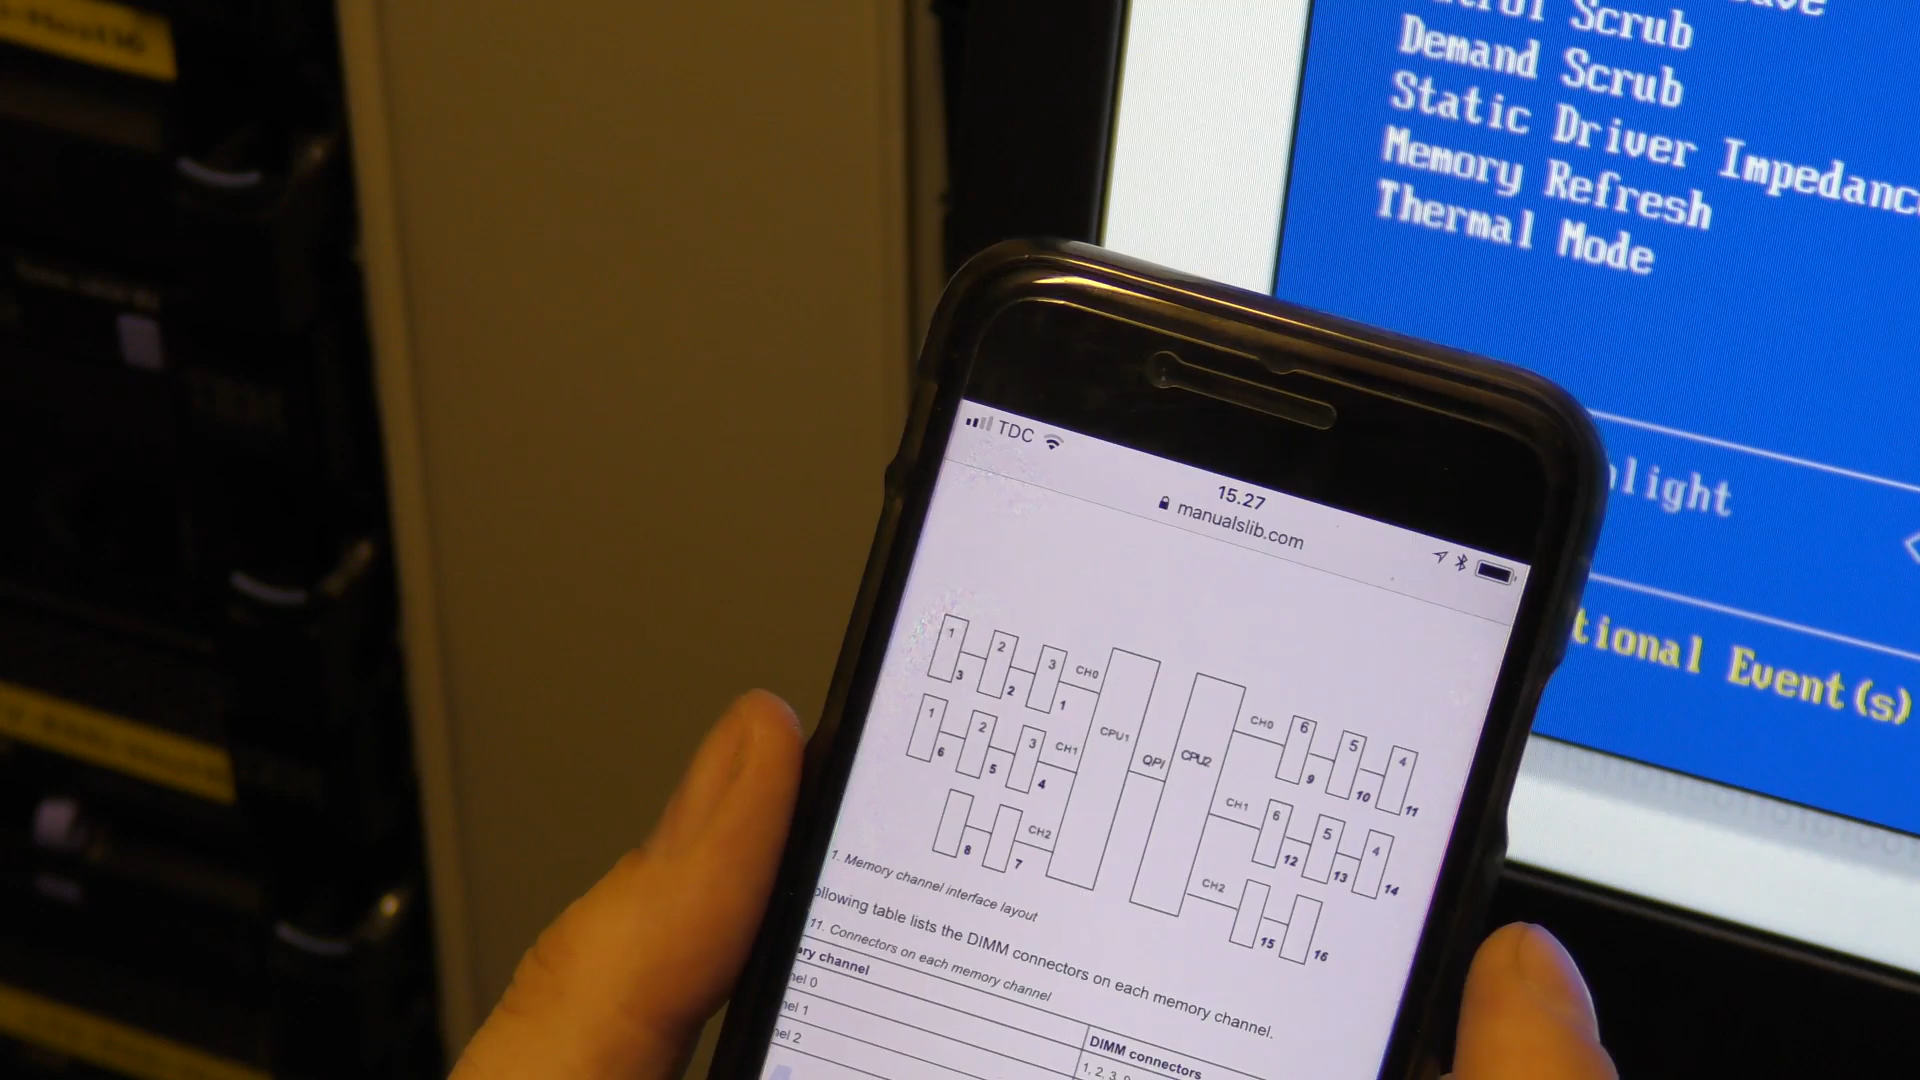 Scrub
Demand Scrub
Static Driver Impedanc
Memory Refresh
Thermal Mode
light
tional Event(s)
TDC
15.27
manualslib.com
1 2 3 CH0
3 2 1
1 2 3 CH1
6 5 4
CH2
8 7
CPU1
QPI
CPU2
CH0 6 5 4
9 10 11
CH1 6 5 4
12 13 14
CH2
15 16
1. Memory channel interface layout
ollowing table lists the DIMM connectors on each memory channel.
11. Connectors on each memory channel
ry channel
DIMM connectors
nel 0
1, 2, 3,
nel 1
nel 2